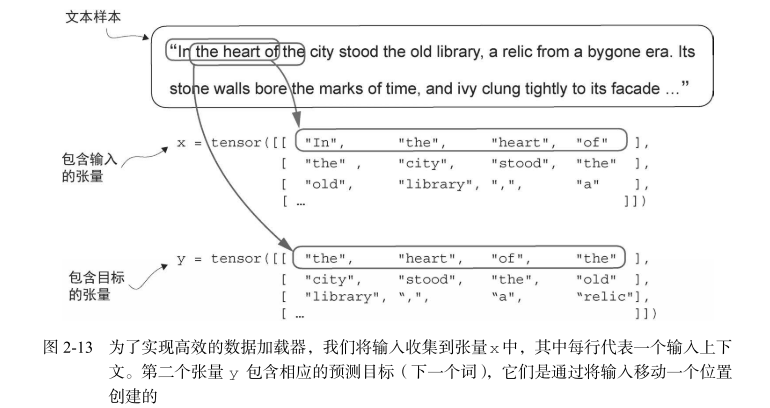 文本样本
“In the heart of the city stood the old library, a relic from a bygone era. Its
stone walls bore the marks of time, and ivy clung tightly to its facade …”
包含输入
的张量
x = tensor([[ "In", "the", "heart", "of" ],
[ "the" , "city", "stood", "the" ],
[ "old", "library", ",", "a" ],
[ … ]])
包含目标
的张量
y = tensor([[ "the", "heart", "of", "the" ],
[ "city", "stood", "the", "old" ],
[ "library", “,", “a", “relic"],
[ … ]])
图 2-13 为了实现高效的数据加载器，我们将输入收集到张量 x 中，其中每行代表一个输入上下
文。第二个张量 y 包含相应的预测目标（下一个词），它们是通过将输入移动一个位置
创建的